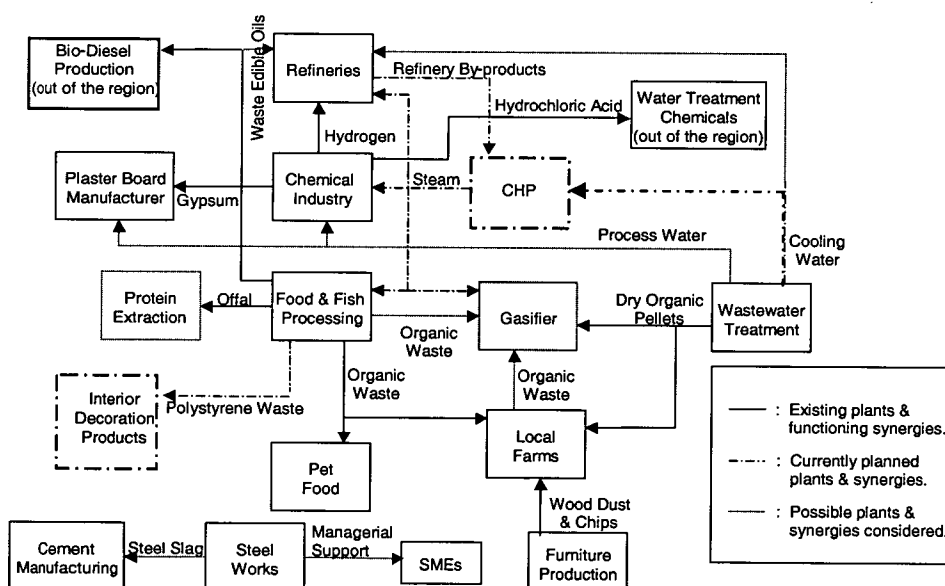 Bio-Diesel
Production
(out of the region)
Waste Edible Oils
Refineries
Refinery By-products
Hydrochloric Acid
Water Treatment
Chemicals
(out of the region)
Hydrogen
Plaster Board
Manufacturer
Gypsum
Chemical
Industry
Steam
CHP
Process Water
Cooling
Water
Protein
Extraction
Offal
Food & Fish
Processing
Organic
Waste
Gasifier
Dry Organic
Pellets
Wastewater
Treatment
Interior
Decoration
Products
Polystyrene Waste
Organic
Waste
Organic
Waste
Local
Farms
Pet
Food
Wood Dust
& Chips
Cement
Manufacturing
Steel Slag
Steel
Works
Managerial
Support
SMEs
Furniture
Production
: Existing plants &
functioning synergies.
: Currently planned
plants & synergies.
: Possible plants &
synergies considered.